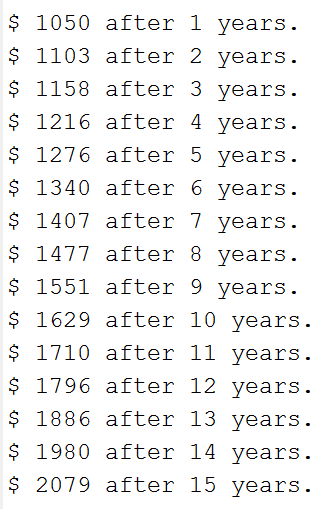 $ 1050 after 1 years.
$ 1103 after 2 years.
$ 1158 after 3 years.
$ 1216 after 4 years.
$ 1276 after 5 years.
$ 1340 after 6 years.
$ 1407 after 7 years.
$ 1477 after 8 years.
$ 1551 after 9 years.
$ 1629 after 10 years.
$ 1710 after 11 years.
$ 1796 after 12 years.
$ 1886 after 13 years.
$ 1980 after 14 years.
$ 2079 after 15 years.